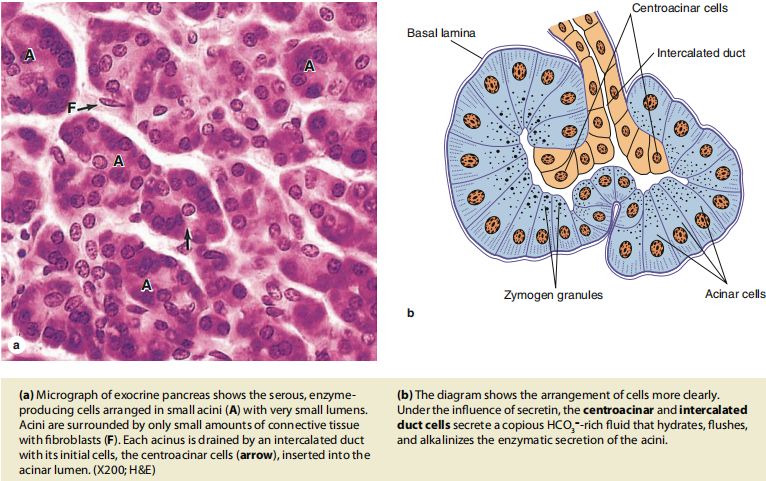 Centroacinar cells
Basal lamina
Intercalated duct
A
A
F
A
A
Zymogen granules
Acinar cells
a
b
(a) Micrograph of exocrine pancreas shows the serous, enzyme-
producing cells arranged in small acini (A) with very small lumens.
Acini are surrounded by only small amounts of connective tissue
with fibroblasts (F). Each acinus is drained by an intercalated duct
with its initial cells, the centroacinar cells (arrow), inserted into the
acinar lumen. (X200; H&E)
(b) The diagram shows the arrangement of cells more clearly.
Under the influence of secretin, the centroacinar and intercalated
duct cells secrete a copious HCO₃⁻-rich fluid that hydrates, flushes,
and alkalinizes the enzymatic secretion of the acini.